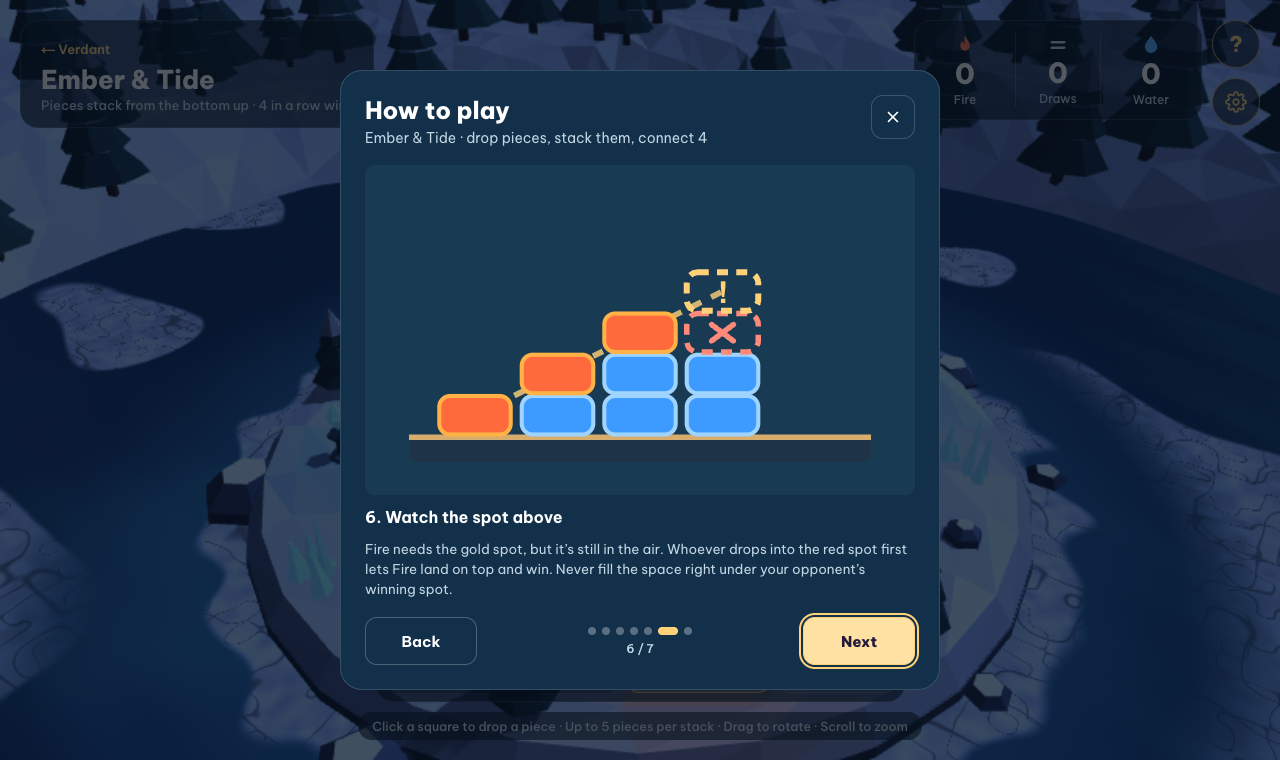 ← Verdant
Ember & Tide
Pieces stack from the bottom up · 4 in a row
0
Fire
0
Draws
0
Water
?
How to play
Ember & Tide · drop pieces, stack them, connect 4
!
6. Watch the spot above
Fire needs the gold spot, but it’s still in the air. Whoever drops into the red spot first
lets Fire land on top and win. Never fill the space right under your opponent’s
winning spot.
Back
6 / 7
Next
Click a square to drop a piece · Up to 5 pieces per stack · Drag to rotate · Scroll to zoom